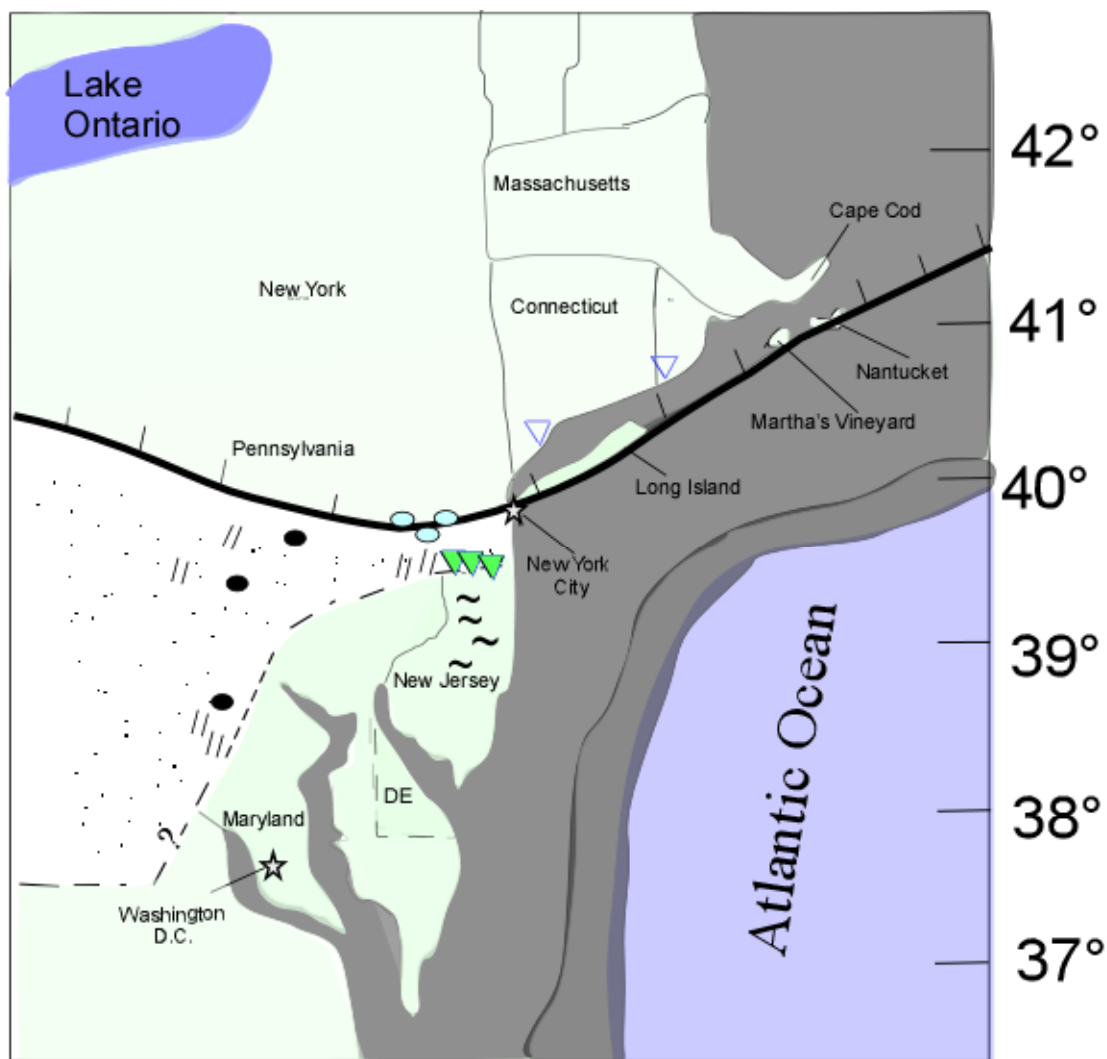 Lake
Ontario
42°
Massachusetts
Cape Cod
New York
Connecticut
41°
Nantucket
Martha's Vineyard
Pennsylvania
Long Island
40°
New York
City
39°
New Jersey
Atlantic Ocean
DE
38°
Maryland
?
Washington
D.C.
37°